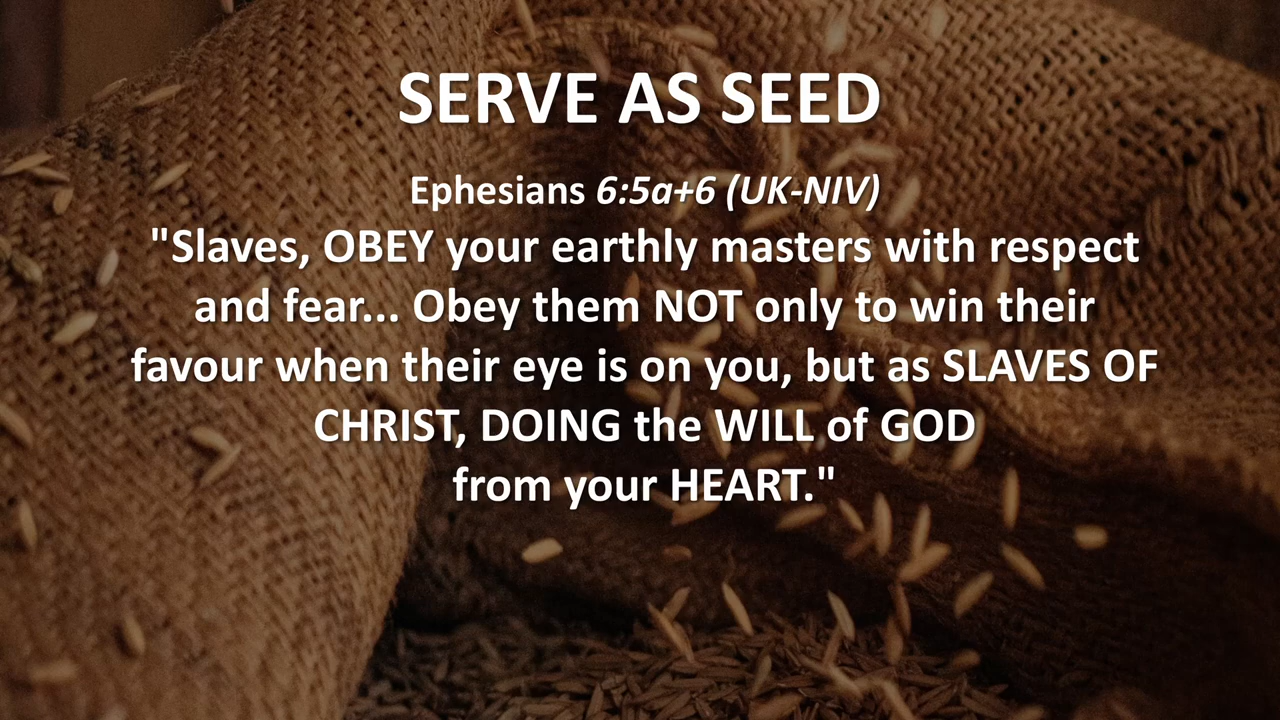 SERVE AS SEED
Ephesians 6:5a+6 (UK-NIV)
"Slaves, OBEY your earthly masters with respect
and fear... Obey them NOT only to win their
favour when their eye is on you, but as SLAVES OF
CHRIST, DOING the WILL of GOD
from your HEART."